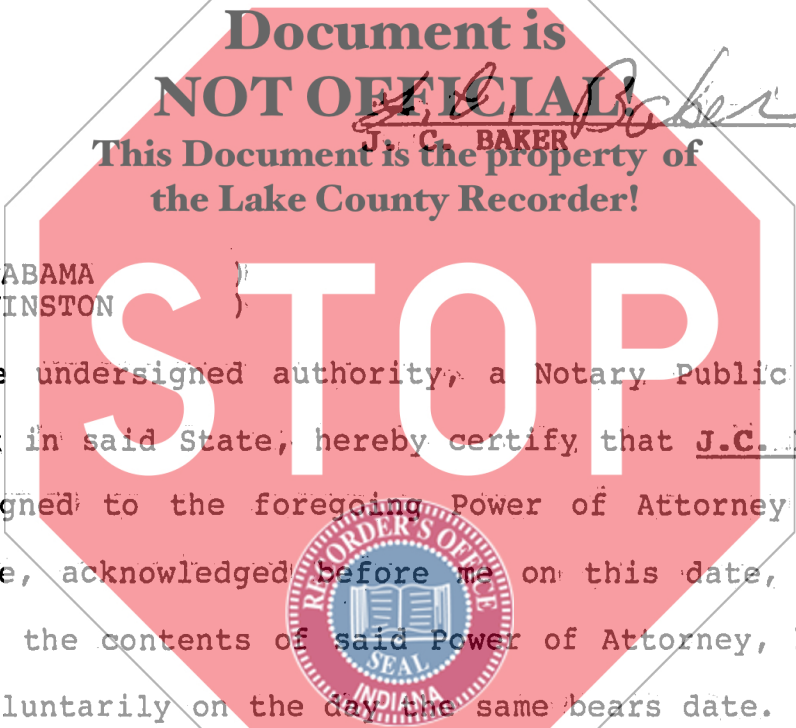 Document is
NOT OFFICIAL!
J. C. Baker
J. C. BAKER
This Document is the property of
the Lake County Recorder!
ABAMA )
INSTON )
STOP
e undersigned authority, a Notary Public
in said State, hereby certify that J.C.
gned to the foregoing Power of Attorney
e, acknowledged before me on this date,
the contents of said Power of Attorney,
luntarily on the day the same bears date.
RECORDER'S OFFICE
SEAL
INDIANA